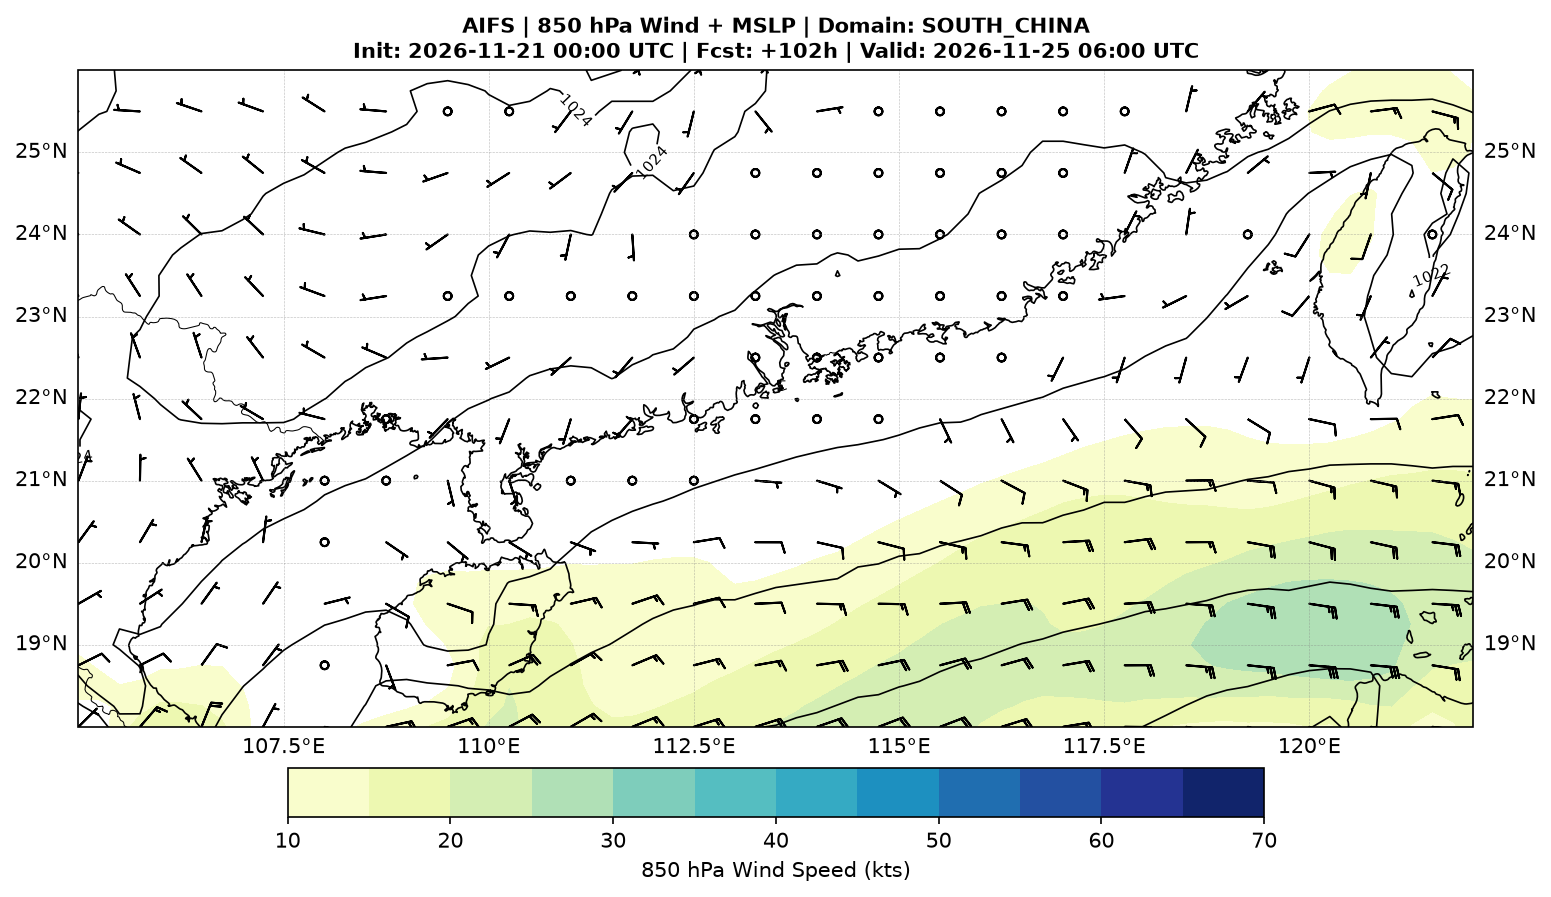 AIFS | 850 hPa Wind + MSLP | Domain: SOUTH_CHINA
Init: 2026-11-21 00:00 UTC | Fcst: +102h | Valid: 2026-11-25 06:00 UTC
1024
1024
1022
25°N
24°N
23°N
22°N
21°N
20°N
19°N
25°N
24°N
23°N
22°N
21°N
20°N
19°N
107.5°E 110°E 112.5°E 115°E 117.5°E 120°E
10 20 30 40 50 60 70
850 hPa Wind Speed (kts)